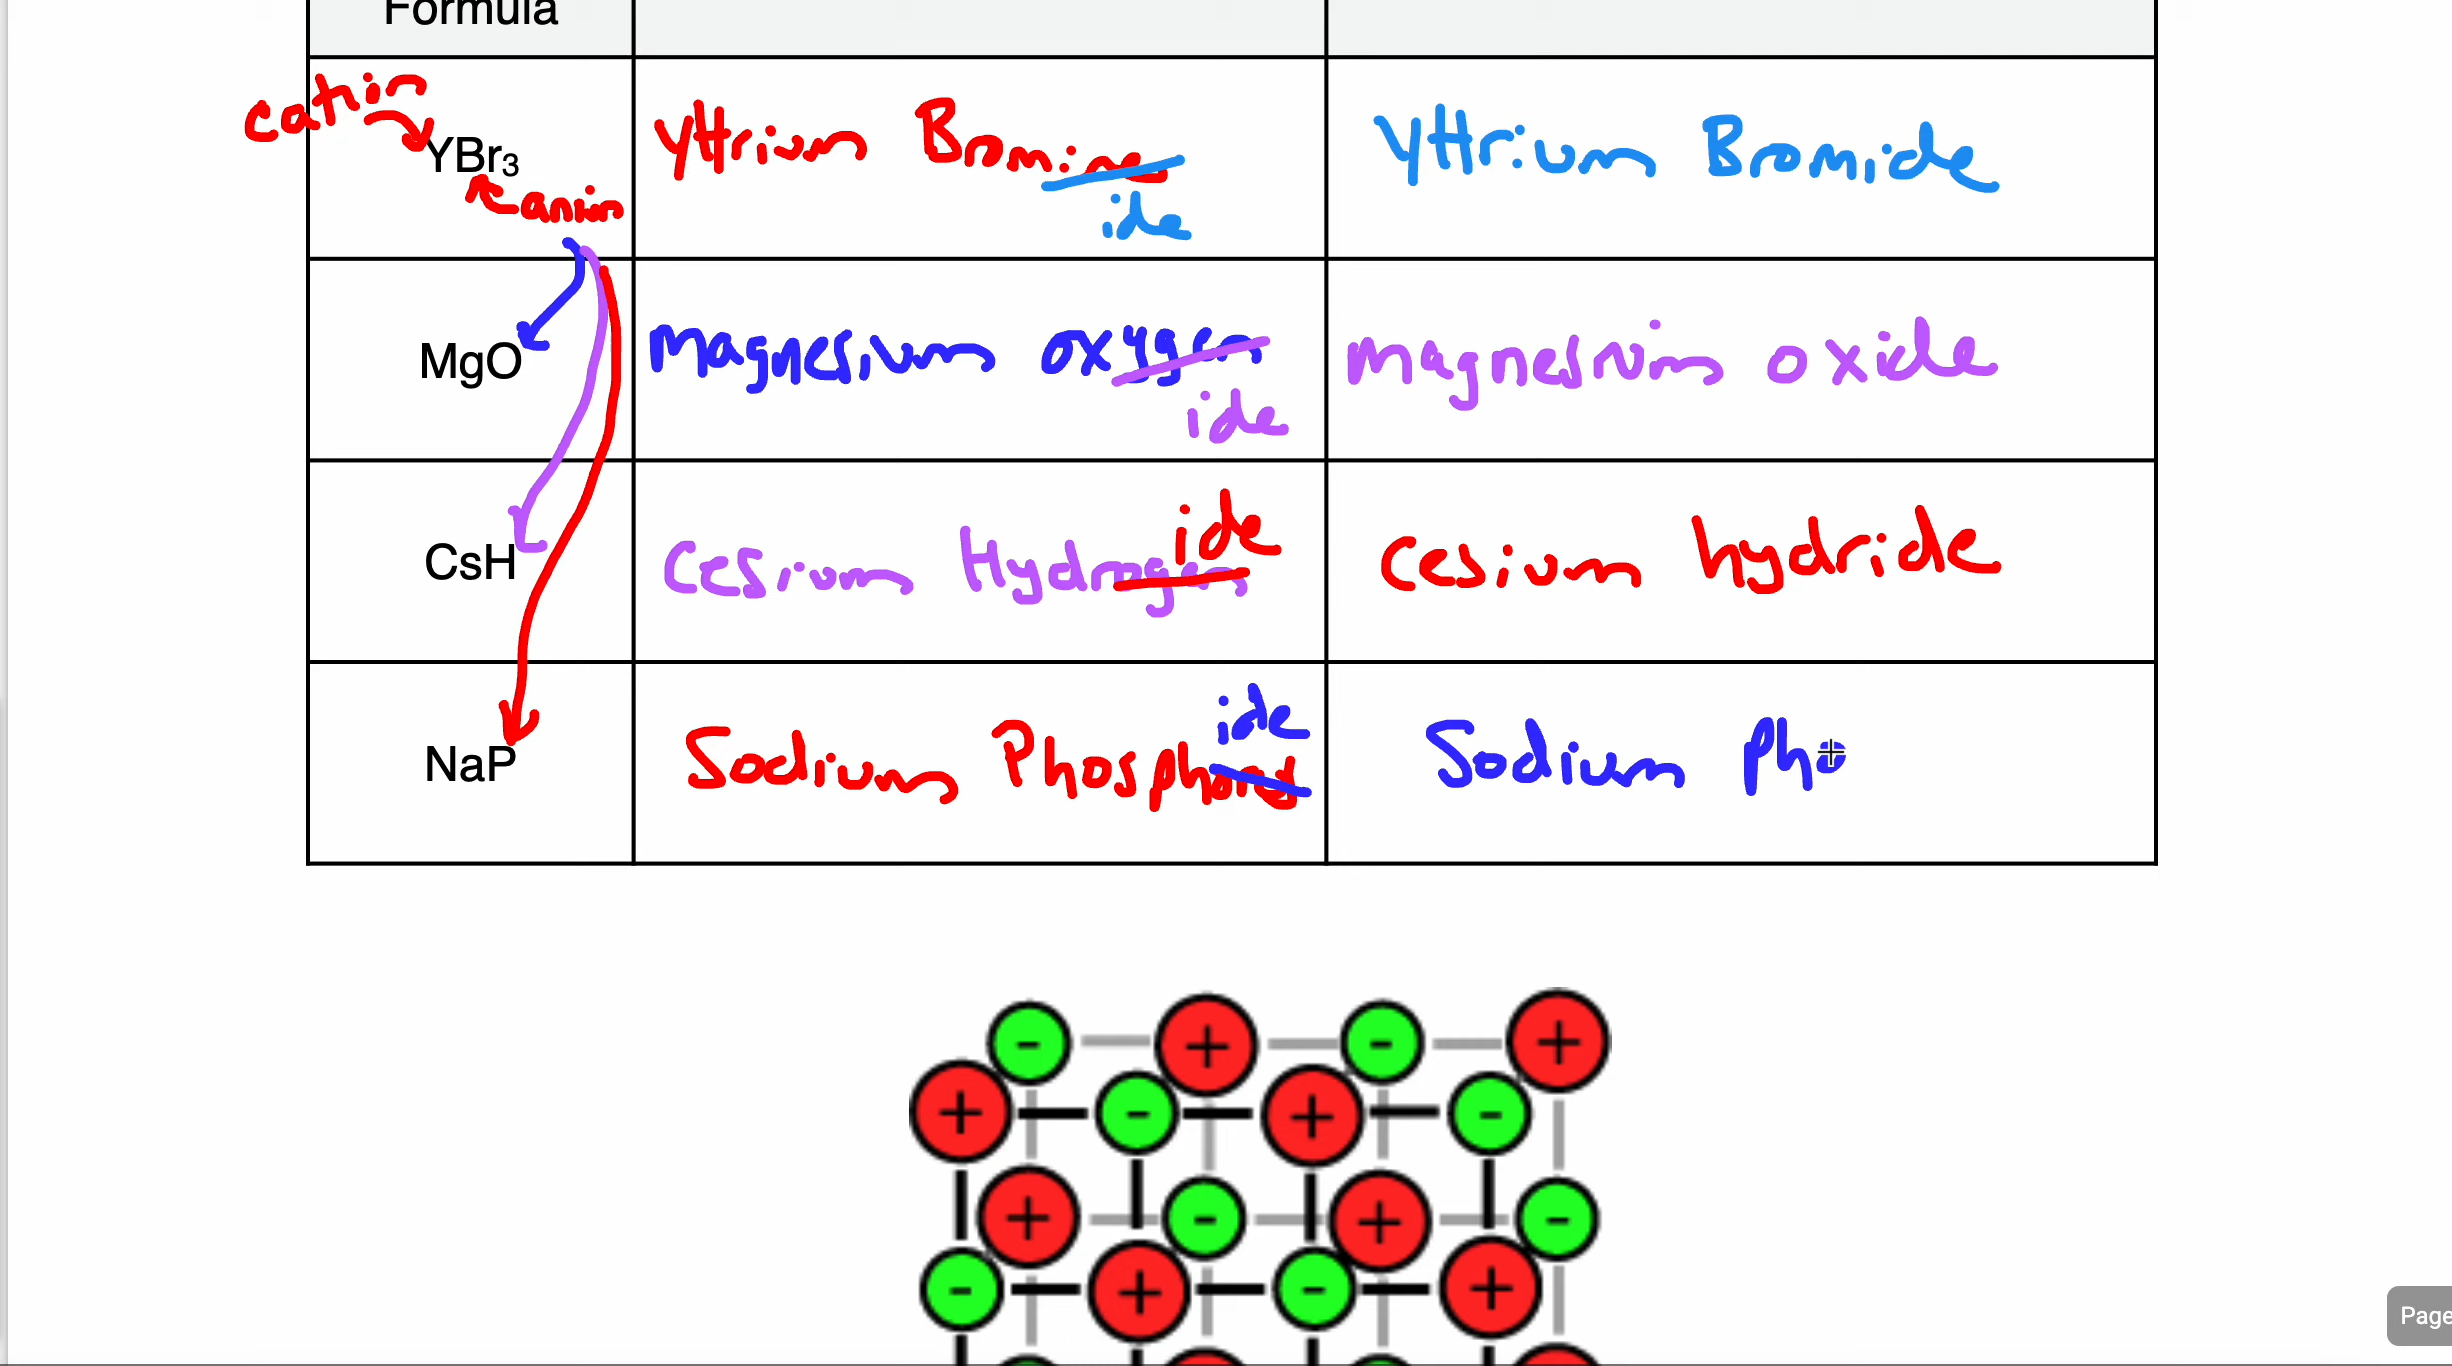 Formula
cation
YBr₃
anion
Yttrium Bromine
ide
Yttrium Bromide
MgO
Magnesium oxygen
ide
Magnesium oxide
CsH
Cesium Hydrogen
ide
Cesium hydride
NaP
Sodium Phosphorus
ide
Sodium Pho
- + - +
+ - + -
+ - + -
- + - +
Page